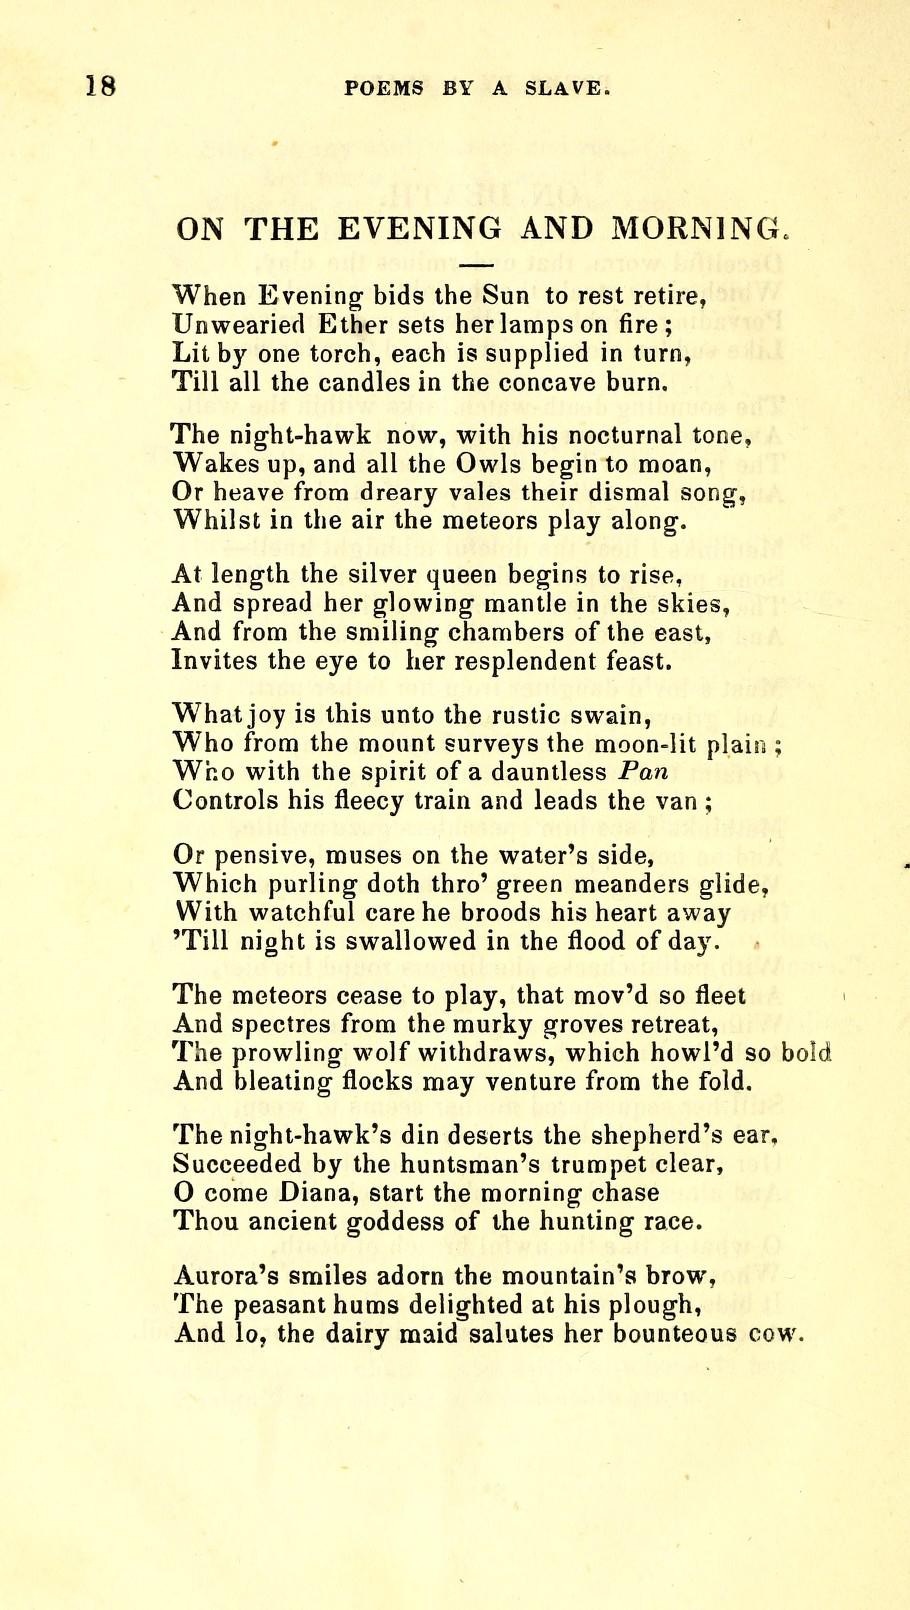 18 POEMS BY A SLAVE.
ON THE EVENING AND MORNING.
When Evening bids the Sun to rest retire,
Unwearied Ether sets her lamps on fire;
Lit by one torch, each is supplied in turn,
Till all the candles in the concave burn.
The night-hawk now, with his nocturnal tone,
Wakes up, and all the Owls begin to moan,
Or heave from dreary vales their dismal song,
Whilst in the air the meteors play along.
At length the silver queen begins to rise,
And spread her glowing mantle in the skies,
And from the smiling chambers of the east,
Invites the eye to her resplendent feast.
What joy is this unto the rustic swain,
Who from the mount surveys the moon-lit plain;
Who with the spirit of a dauntless Pan
Controls his fleecy train and leads the van;
Or pensive, muses on the water's side,
Which purling doth thro' green meanders glide,
With watchful care he broods his heart away
'Till night is swallowed in the flood of day.
The meteors cease to play, that mov'd so fleet
And spectres from the murky groves retreat,
The prowling wolf withdraws, which howl'd so bold
And bleating flocks may venture from the fold.
The night-hawk's din deserts the shepherd's ear,
Succeeded by the huntsman's trumpet clear,
O come Diana, start the morning chase
Thou ancient goddess of the hunting race.
Aurora's smiles adorn the mountain's brow,
The peasant hums delighted at his plough,
And lo, the dairy maid salutes her bounteous cow.